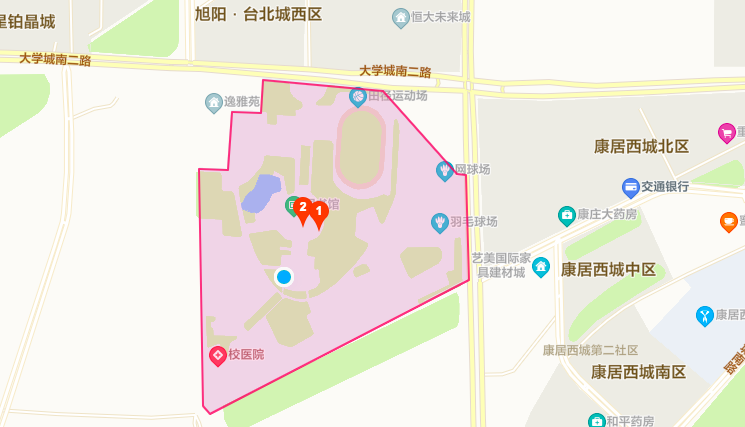 旭阳·台北城西区
恒大未来城
星铂晶城
大学城南二路
大学城南二路
逸雅苑
田径运动场
康居西城北区
网球场
交通银行
2
1
书馆
羽毛球场
康庄大药房
艺美国际家
具建材城
康居西城中区
康居西
校医院
康居西城第二社区
康居西城南区
城南
路
和平药房